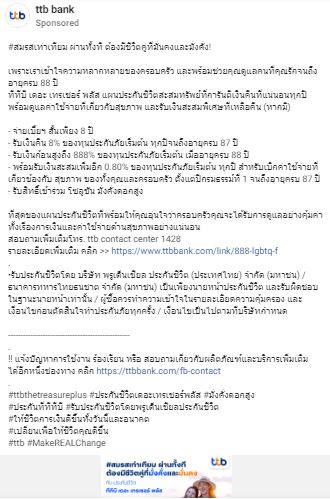 ttb bank
Sponsored
#สมรสเท่าเทียม ผ่านทั้งที ต้องมีชีวิตคู่ที่มั่นคงและมั่งคั่ง!
เพราะเราเข้าใจความหลากหลายของครอบครัว และพร้อมช่วยคุณดูแลคนที่คุณรักจนถึง
อายุครบ 88 ปี
ทีทีบี เดอะ เทรเชอร์ พลัส แผนประกันชีวิตสะสมทรัพย์ที่การันตีเงินคืนที่แน่นอนทุกปี
พร้อมดูแลค่าใช้จ่ายที่เกี่ยวกับสุขภาพ และรับเงินสะสมพิเศษที่เหลือคืน (หากมี)
- จ่ายเบี้ยฯ สั้นเพียง 8 ปี
- รับเงินคืน 8% ของทุนประกันภัยเริ่มต้น ทุกปีจนถึงอายุครบ 87 ปี
- รับเงินก้อนสูงถึง 888% ของทุนประกันภัยเริ่มต้น เมื่ออายุครบ 88 ปี
- พร้อมรับเงินสะสมเพิ่มอีก 0.80% ของทุนประกันภัยเริ่มต้น ทุกปี สำหรับเบิกค่าใช้จ่ายที่
เกี่ยวข้องกับ สุขภาพ ของทั้งคุณและครอบครัว ตั้งแต่ปีกรมธรรม์ที่ 1 จนถึงอายุครบ 87 ปี
- รับสิทธิ์เข้าร่วม โชว์สุขัน มั่งคั่งดอกสูง
ที่สุดของแผนประกันชีวิตที่พร้อมให้คุณอุ่นใจว่าครอบครัวคุณจะได้รับการดูแลอย่างคุ้มค่า
ทั้งเรื่องการเงินและค่าใช้จ่ายด้านสุขภาพอย่างแน่นอน
สอบถามเพิ่มเติมโทร. ttb contact center 1428
รายละเอียดเพิ่มเติม คลิก >> https://www.ttbbank.com/link/888-lgbtq-f
.
•รับประกันชีวิตโดย บริษัท พรูเด็นเชียล ประกันชีวิต (ประเทศไทย) จำกัด (มหาชน) /
ธนาคารทหารไทยธนชาต จำกัด (มหาชน) เป็นเพียงนายหน้าประกันชีวิต และรับผิดชอบ
ในฐานะนายหน้าเท่านั้น / ผู้ซื้อควรทำความเข้าใจในรายละเอียดความคุ้มครอง และ
เงื่อนไขก่อนตัดสินใจทำประกันภัยทุกครั้ง / เงื่อนไขเป็นไปตามที่บริษัทกำหนด
----------------------------------------
.
!! แจ้งปัญหาการใช้งาน ร้องเรียน หรือ สอบถามเกี่ยวกับผลิตภัณฑ์และบริการเพิ่มเติม
ได้อีกหนึ่งช่องทาง คลิก https://ttbbank.com/fb-contact
.
#ttbthetreasureplus #ประกันชีวิตเดอะเทรเชอร์พลัส #มั่งคั่งดอกสูง
#ประกันที่ทีทีบี #รับประกันชีวิตโดยพรูเด็นเชียลประกันชีวิต
#ให้ชีวิตการเงินดีขึ้นทั้งวันนี้และอนาคต
#เปลี่ยนเพื่อให้ชีวิตคุณดีขึ้น
#ttb #MakeREALChange
#สมรสเท่าเทียม ผ่านทั้งที
ต้องมีชีวิตคู่ที่มั่งคั่งและมั่นคง
กับ ประกันชีวิต
ทีทีบี เดอะ เทรเชอร์ พลัส
ttb